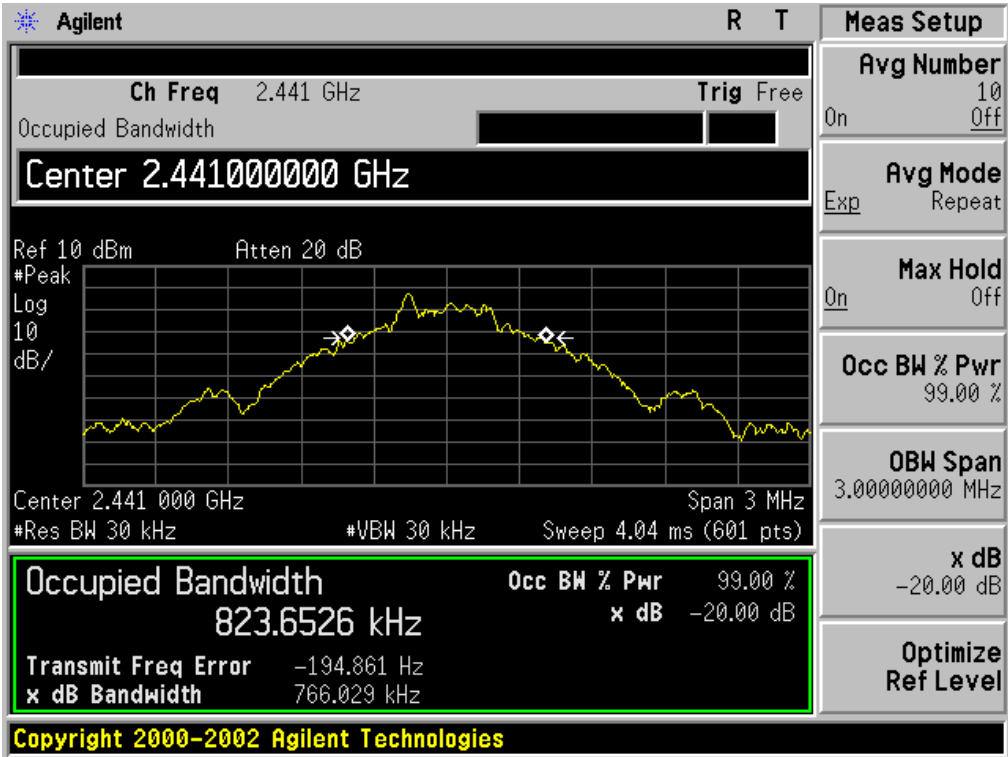 Agilent R T
Ch Freq 2.441 GHz Trig Free
Occupied Bandwidth
Center 2.441000000 GHz
Ref 10 dBm Atten 20 dB
#Peak
Log
10
dB/
Center 2.441 000 GHz Span 3 MHz
#Res BW 30 kHz #VBW 30 kHz Sweep 4.04 ms (601 pts)
Occupied Bandwidth Occ BW % Pwr 99.00 %
823.6526 kHz x dB -20.00 dB
Transmit Freq Error -194.861 Hz
x dB Bandwidth 766.029 kHz
Copyright 2000-2002 Agilent Technologies
Meas Setup
Avg Number
10
On Off
Avg Mode
Exp Repeat
Max Hold
On Off
Occ BW % Pwr
99.00 %
OBW Span
3.00000000 MHz
x dB
-20.00 dB
Optimize
Ref Level